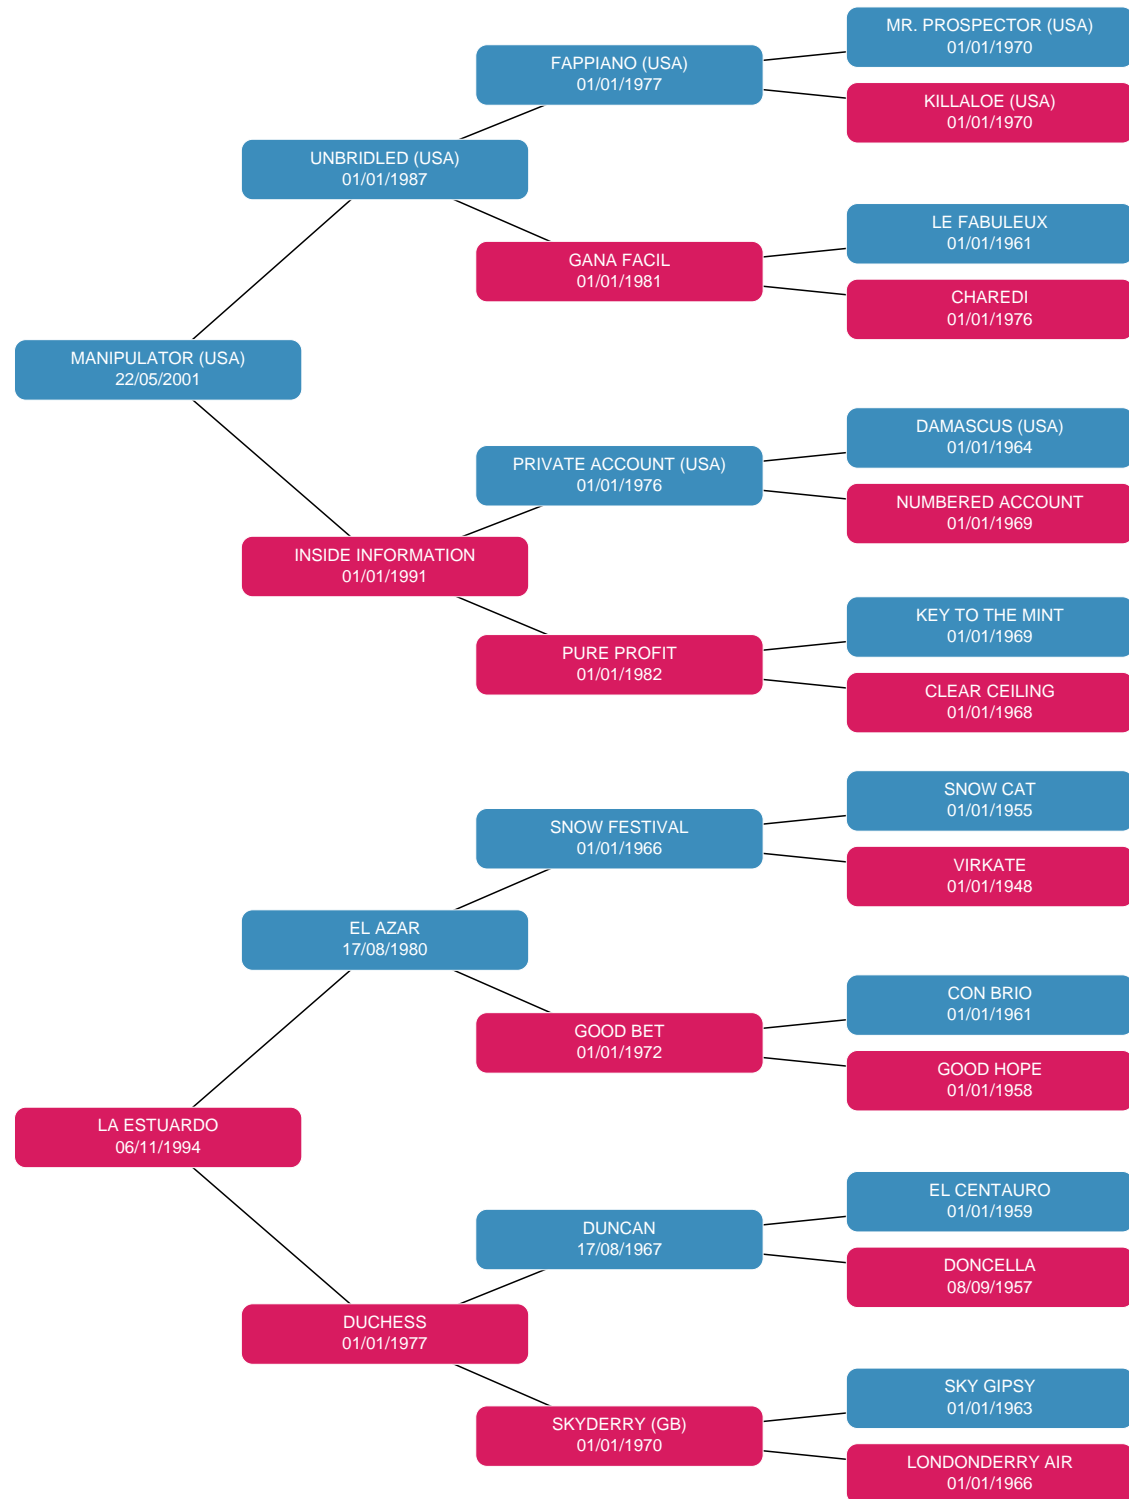 MR. PROSPECTOR (USA)
01/01/1970
FAPPIANO (USA)
01/01/1977
KILLALOE (USA)
01/01/1970
UNBRIDLED (USA)
01/01/1987
LE FABULEUX
01/01/1961
GANA FACIL
01/01/1981
CHAREDI
01/01/1976
MANIPULATOR (USA)
22/05/2001
DAMASCUS (USA)
01/01/1964
PRIVATE ACCOUNT (USA)
01/01/1976
NUMBERED ACCOUNT
01/01/1969
INSIDE INFORMATION
01/01/1991
KEY TO THE MINT
01/01/1969
PURE PROFIT
01/01/1982
CLEAR CEILING
01/01/1968
SNOW CAT
01/01/1955
SNOW FESTIVAL
01/01/1966
VIRKATE
01/01/1948
EL AZAR
17/08/1980
CON BRIO
01/01/1961
GOOD BET
01/01/1972
GOOD HOPE
01/01/1958
LA ESTUARDO
06/11/1994
EL CENTAURO
01/01/1959
DUNCAN
17/08/1967
DONCELLA
08/09/1957
DUCHESS
01/01/1977
SKY GIPSY
01/01/1963
SKYDERRY (GB)
01/01/1970
LONDONDERRY AIR
01/01/1966